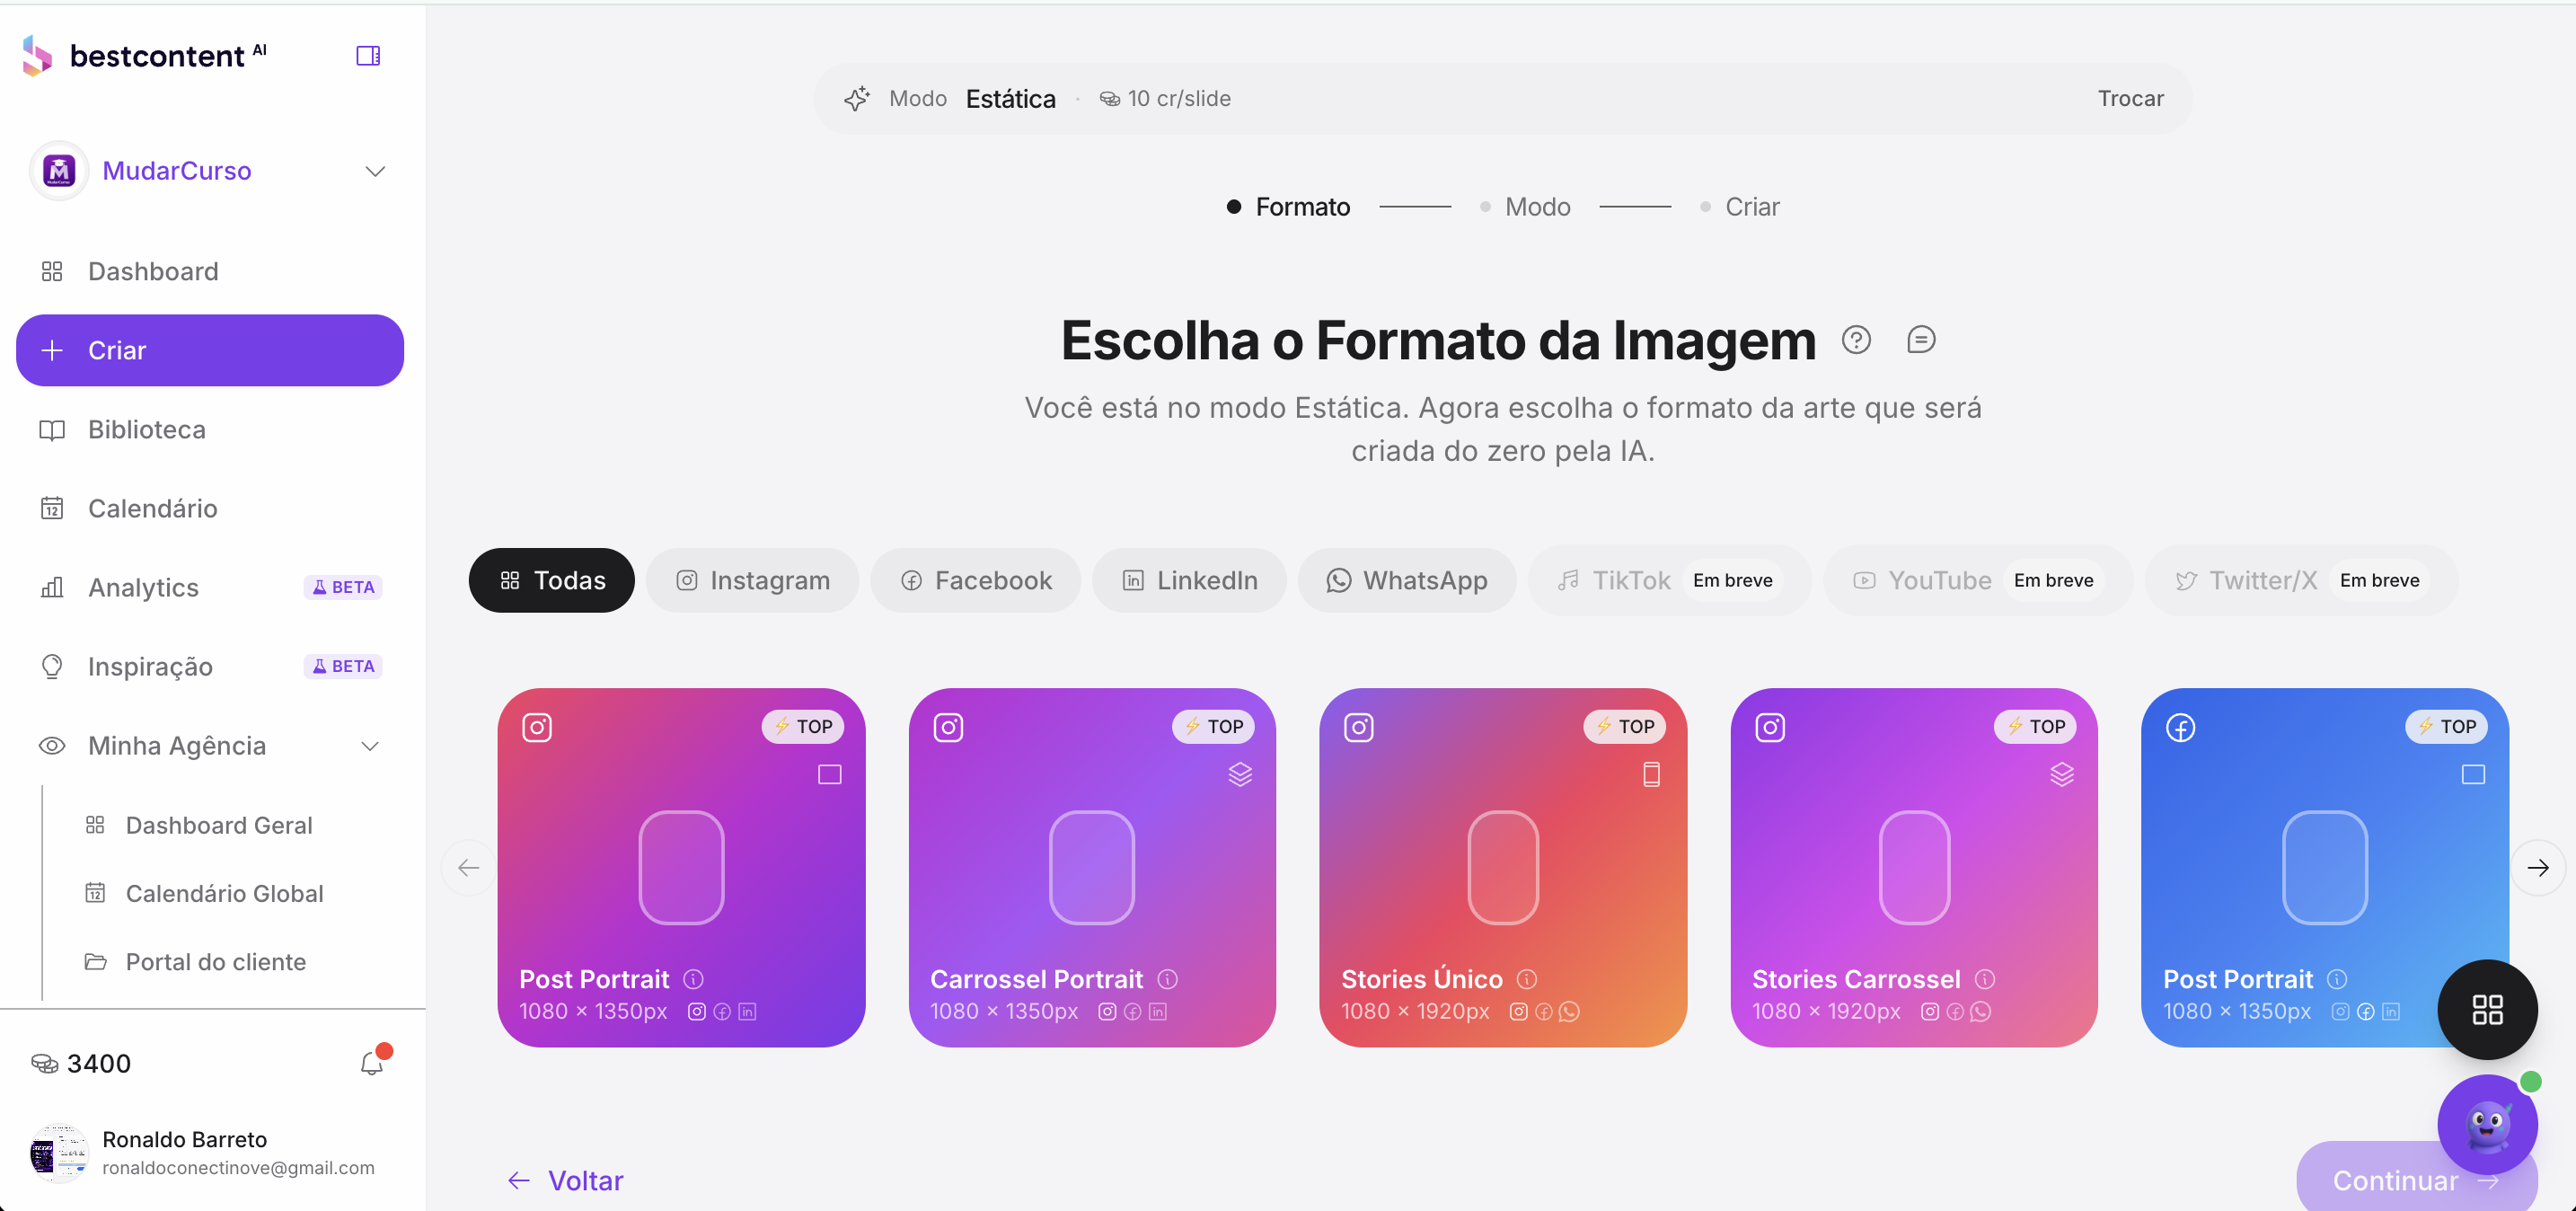 bestcontent AI
MudarCurso
Dashboard
Criar
Biblioteca
Calendário
Analytics BETA
Inspiração BETA
Minha Agência
Dashboard Geral
Calendário Global
Portal do cliente
3400
Ronaldo Barreto
ronaldoconectinove@gmail.com
Modo Estática · 10 cr/slide Trocar
Formato Modo Criar
Escolha o Formato da Imagem
Você está no modo Estática. Agora escolha o formato da arte que será
criada do zero pela IA.
Todas Instagram Facebook LinkedIn WhatsApp TikTok Em breve YouTube Em breve Twitter/X Em breve
TOP
Post Portrait
1080 × 1350px
TOP
Carrossel Portrait
1080 × 1350px
TOP
Stories Único
1080 × 1920px
TOP
Stories Carrossel
1080 × 1920px
TOP
Post Portrait
1080 × 1350px
Voltar
Continuar